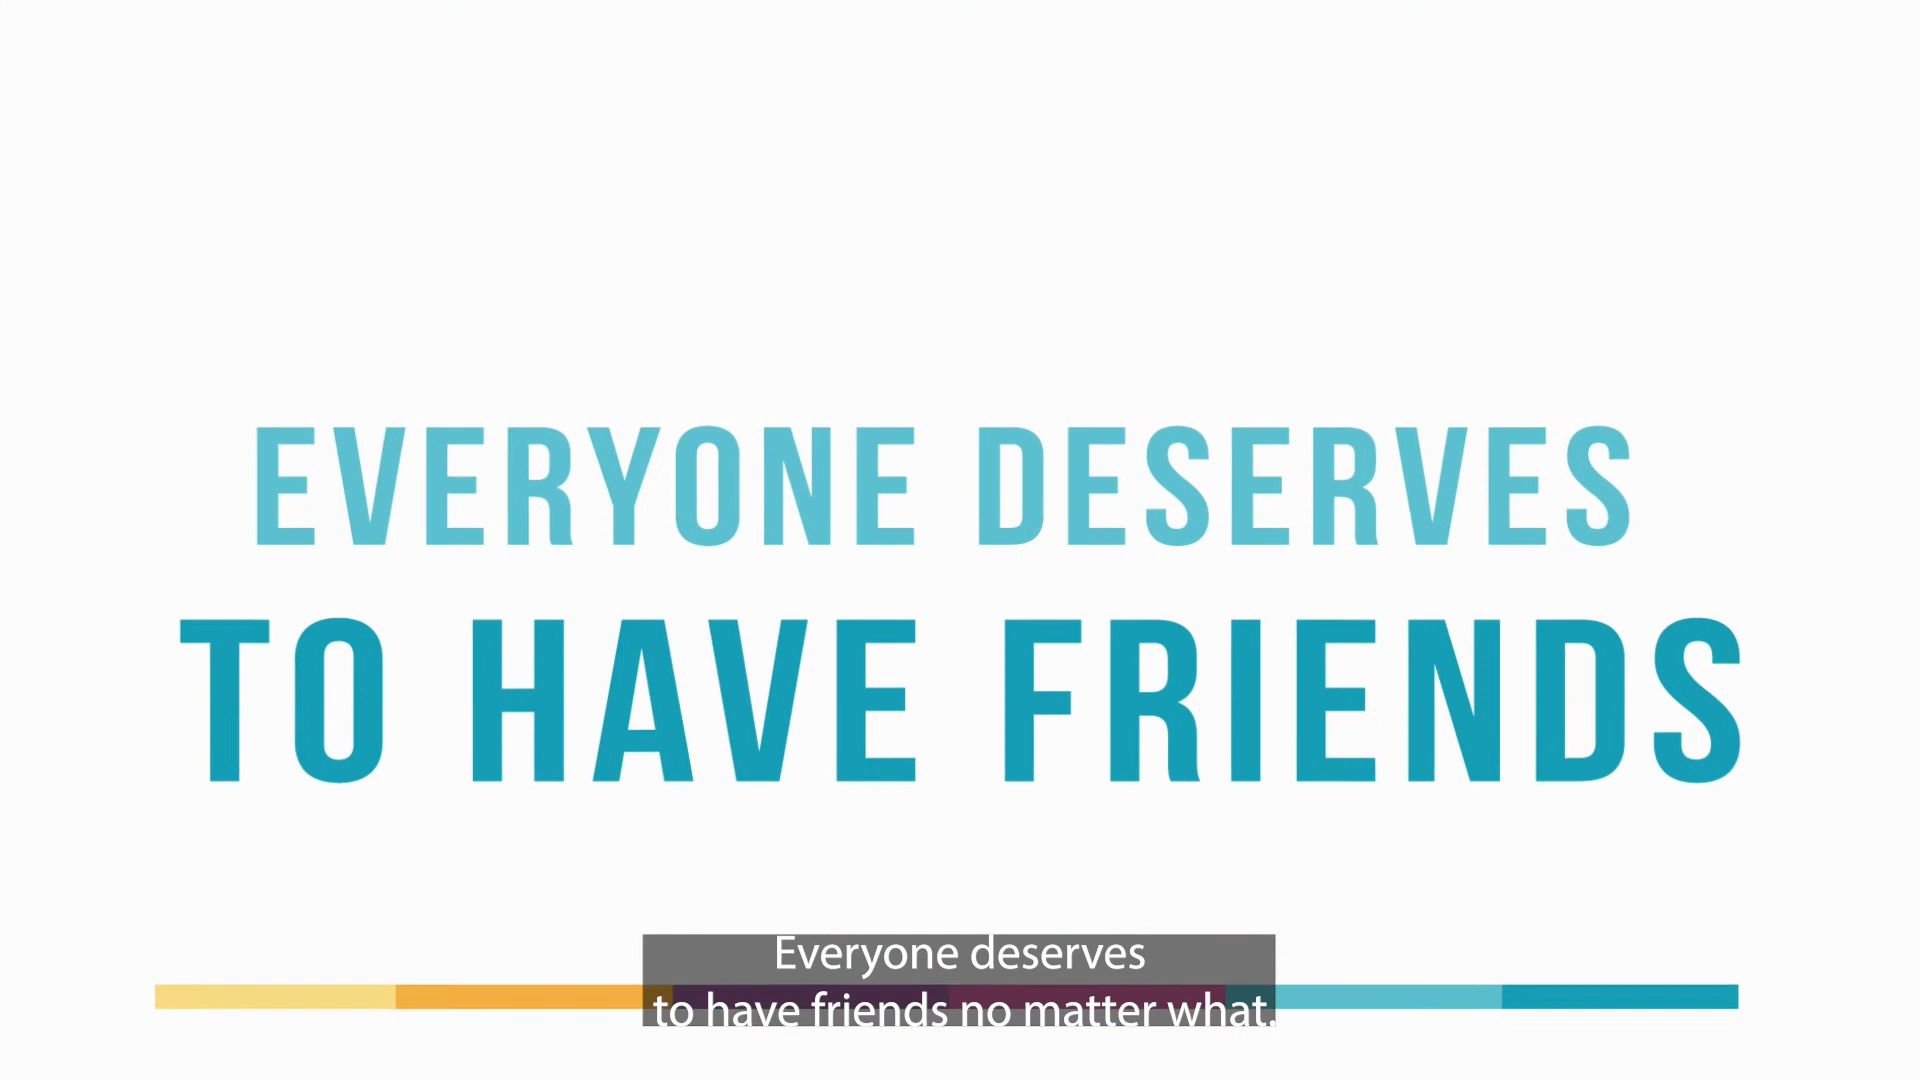 EVERYONE DESERVES
TO HAVE FRIENDS
Everyone deserves
to have friends no matter what.